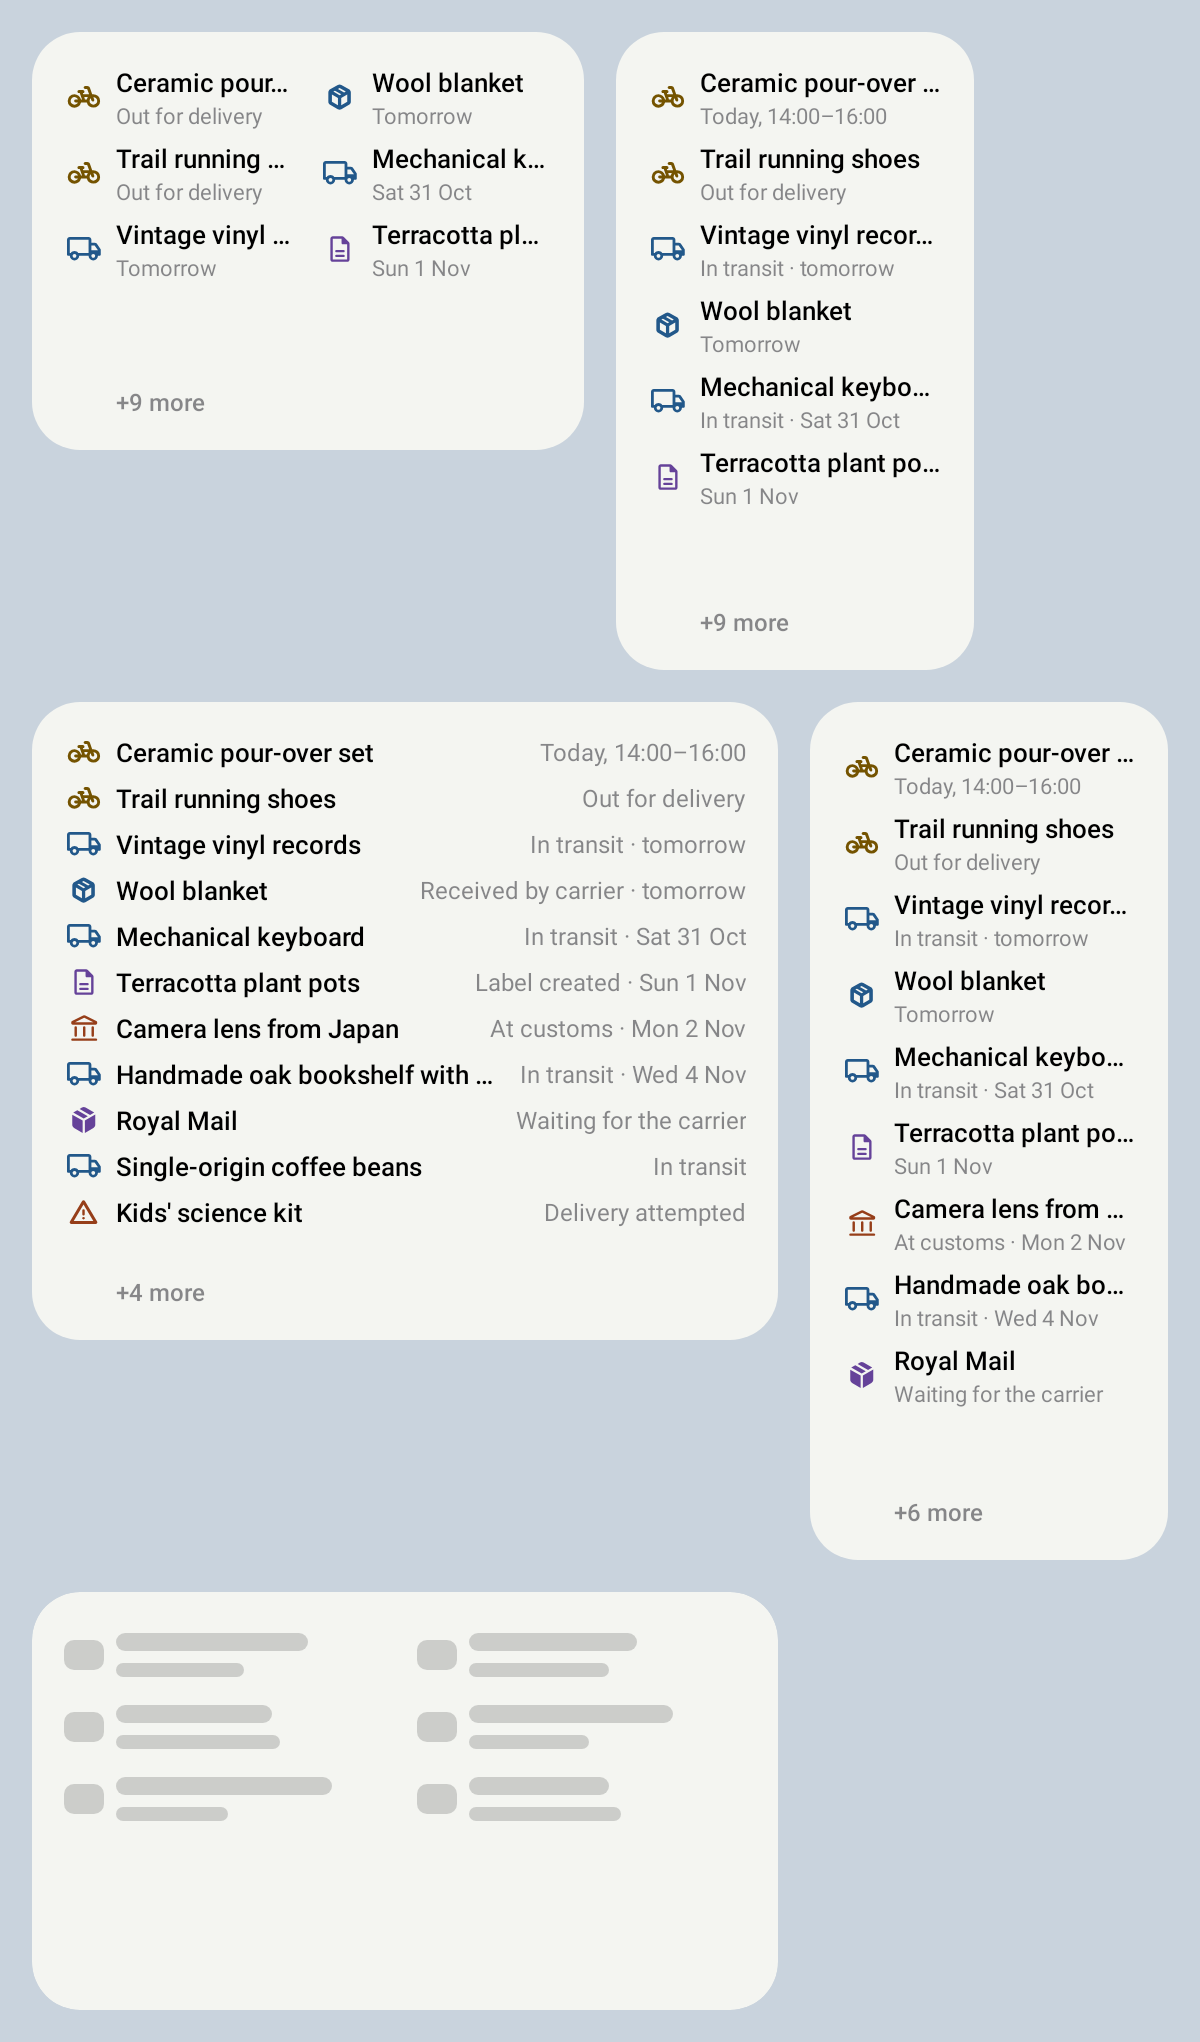 Ceramic pour...
Out for delivery
Trail running ...
Out for delivery
Vintage vinyl ...
Tomorrow
Wool blanket
Tomorrow
Mechanical k...
Sat 31 Oct
Terracotta pl...
Sun 1 Nov
+9 more
Ceramic pour-over ...
Today, 14:00–16:00
Trail running shoes
Out for delivery
Vintage vinyl recor...
In transit · tomorrow
Wool blanket
Tomorrow
Mechanical keybo...
In transit · Sat 31 Oct
Terracotta plant po...
Sun 1 Nov
+9 more
Ceramic pour-over set Today, 14:00–16:00
Trail running shoes Out for delivery
Vintage vinyl records In transit · tomorrow
Wool blanket Received by carrier · tomorrow
Mechanical keyboard In transit · Sat 31 Oct
Terracotta plant pots Label created · Sun 1 Nov
Camera lens from Japan At customs · Mon 2 Nov
Handmade oak bookshelf with ... In transit · Wed 4 Nov
Royal Mail Waiting for the carrier
Single-origin coffee beans In transit
Kids' science kit Delivery attempted
+4 more
Ceramic pour-over ...
Today, 14:00–16:00
Trail running shoes
Out for delivery
Vintage vinyl recor...
In transit · tomorrow
Wool blanket
Tomorrow
Mechanical keybo...
In transit · Sat 31 Oct
Terracotta plant po...
Sun 1 Nov
Camera lens from ...
At customs · Mon 2 Nov
Handmade oak bo...
In transit · Wed 4 Nov
Royal Mail
Waiting for the carrier
+6 more